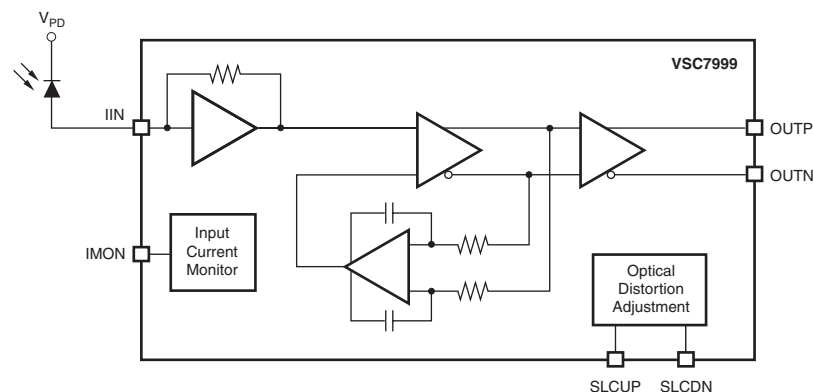 VPD
VSC7999
IIN
OUTP
OUTN
IMON
Input
Current
Monitor
Optical
Distortion
Adjustment
SLCUP SLCDN